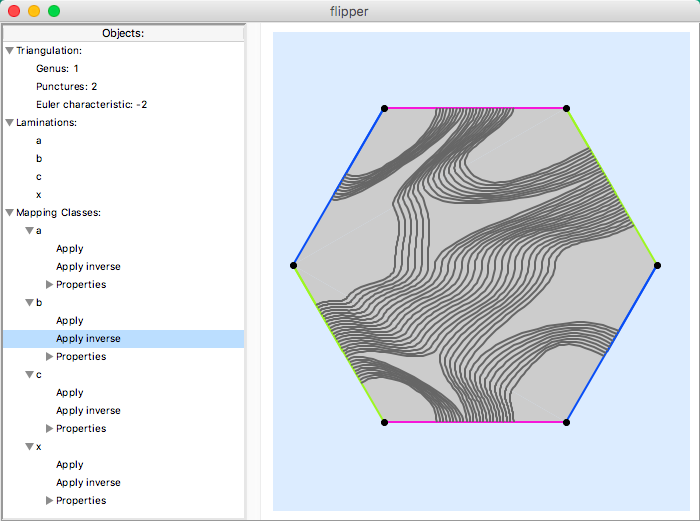 flipper
Objects:
Triangulation:
Genus: 1
Punctures: 2
Euler characteristic: -2
Laminations:
a
b
c
x
Mapping Classes:
a
Apply
Apply inverse
Properties
b
Apply
Apply inverse
Properties
c
Apply
Apply inverse
Properties
x
Apply
Apply inverse
Properties